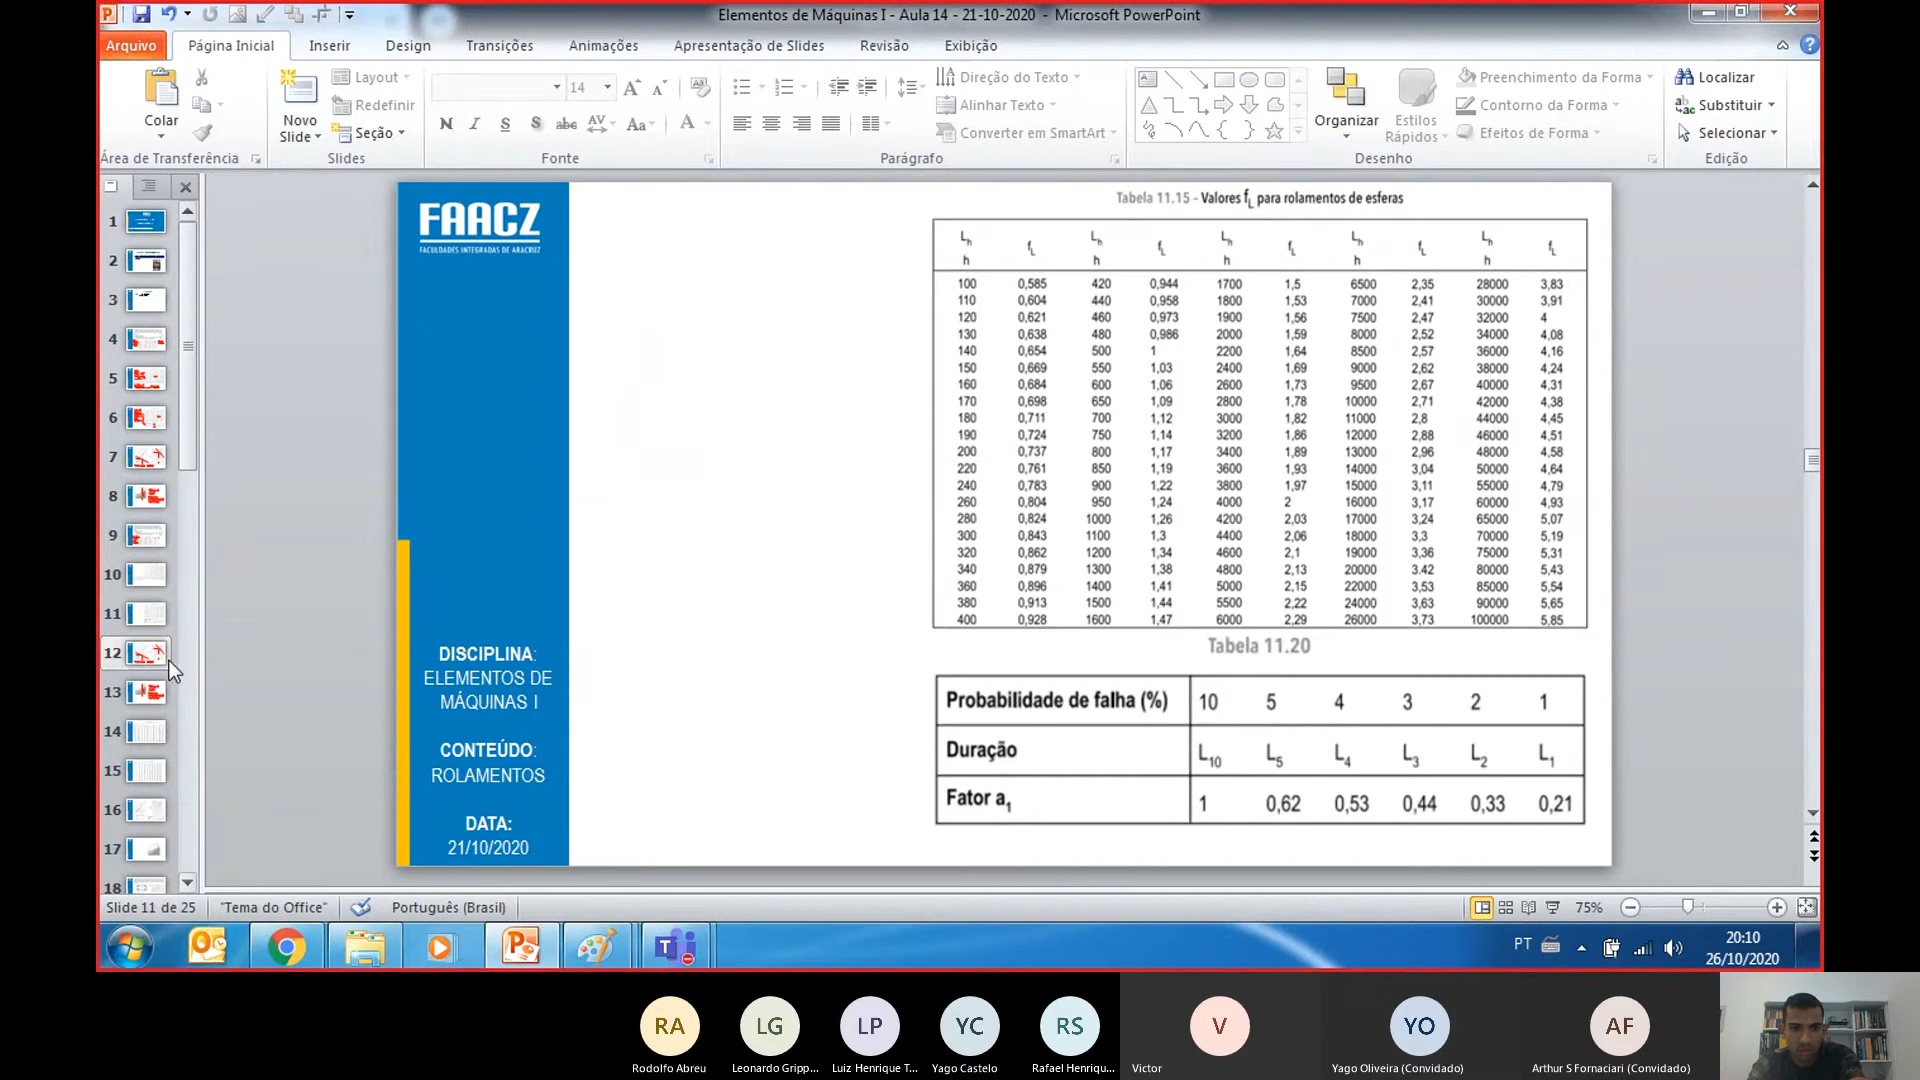 Elementos de Máquinas I - Aula 14 - 21-10-2020 - Microsoft PowerPoint
Arquivo Página Inicial Inserir Design Transições Animações Apresentação de Slides Revisão Exibição
Colar
Novo Slide
Layout
Redefinir
Seção
14
N I S S abc AV Aa A
Direção do Texto
Alinhar Texto
Converter em SmartArt
Organizar
Estilos Rápidos
Preenchimento da Forma
Contorno da Forma
Efeitos de Forma
Localizar
Substituir
Selecionar
Área de Transferência Slides Fonte Parágrafo Desenho Edição
1
2
3
4
5
6
7
8
9
10
11
12
13
14
15
16
17
18
FAACZ
FACULDADES INTEGRADAS DE ARACRUZ
DISCIPLINA:
ELEMENTOS DE
MÁQUINAS I
CONTEÚDO:
ROLAMENTOS
DATA:
21/10/2020
Tabela 11.15 - Valores fL para rolamentos de esferas
Lh fL Lh fL Lh fL Lh fL Lh fL
h h h h h
100 0,585 420 0,944 1700 1,5 6500 2,35 28000 3,83
110 0,604 440 0,958 1800 1,53 7000 2,41 30000 3,91
120 0,621 460 0,973 1900 1,56 7500 2,47 32000 4
130 0,638 480 0,986 2000 1,59 8000 2,52 34000 4,08
140 0,654 500 1 2200 1,64 8500 2,57 36000 4,16
150 0,669 550 1,03 2400 1,69 9000 2,62 38000 4,24
160 0,684 600 1,06 2600 1,73 9500 2,67 40000 4,31
170 0,698 650 1,09 2800 1,78 10000 2,71 42000 4,38
180 0,711 700 1,12 3000 1,82 11000 2,8 44000 4,45
190 0,724 750 1,14 3200 1,86 12000 2,88 46000 4,51
200 0,737 800 1,17 3400 1,89 13000 2,96 48000 4,58
220 0,761 850 1,19 3600 1,93 14000 3,04 50000 4,64
240 0,783 900 1,22 3800 1,97 15000 3,11 55000 4,79
260 0,804 950 1,24 4000 2 16000 3,17 60000 4,93
280 0,824 1000 1,26 4200 2,03 17000 3,24 65000 5,07
300 0,843 1100 1,3 4400 2,06 18000 3,3 70000 5,19
320 0,862 1200 1,34 4600 2,1 19000 3,36 75000 5,31
340 0,879 1300 1,38 4800 2,13 20000 3.42 80000 5,43
360 0,896 1400 1,41 5000 2,15 22000 3,53 85000 5,54
380 0,913 1500 1,44 5500 2,22 24000 3,63 90000 5,65
400 0,928 1600 1,47 6000 2,29 26000 3,73 100000 5,85
Tabela 11.20
Probabilidade de falha (%) 10 5 4 3 2 1
Duração L10 L5 L4 L3 L2 L1
Fator a1 1 0,62 0,53 0,44 0,33 0,21
Slide 11 de 25 "Tema do Office" Português (Brasil) 75%
PT 20:10
26/10/2020
RA LG LP YC RS V YO AF
Rodolfo Abreu Leonardo Gripp... Luiz Henrique T... Yago Castelo Rafael Henriqu... Victor Yago Oliveira (Convidado) Arthur S Fornaciari (Convidado)